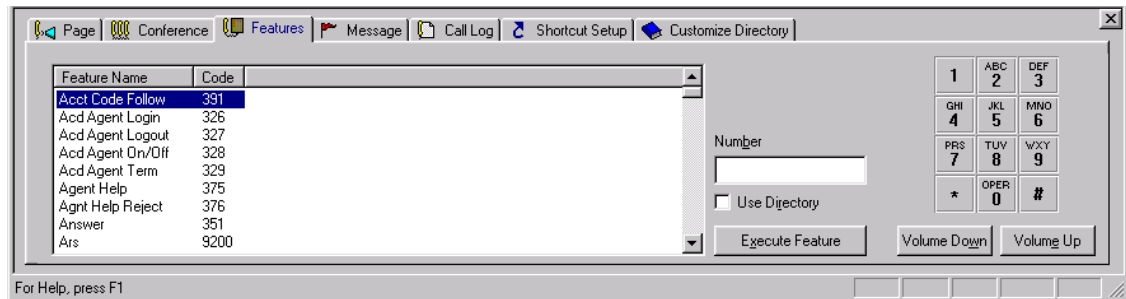 Page Conference Features Message Call Log Shortcut Setup Customize Directory
Feature Name Code
Acct Code Follow 391
Acd Agent Login 326
Acd Agent Logout 327
Acd Agent On/Off 328
Acd Agent Term 329
Agent Help 375
Agnt Help Reject 376
Answer 351
Ars 9200
Number
Use Directory
Execute Feature
1 ABC 2 DEF 3
GHI 4 JKL 5 MNO 6
PRS 7 TUV 8 WXY 9
* OPER 0 #
Volume Down Volume Up
For Help, press F1